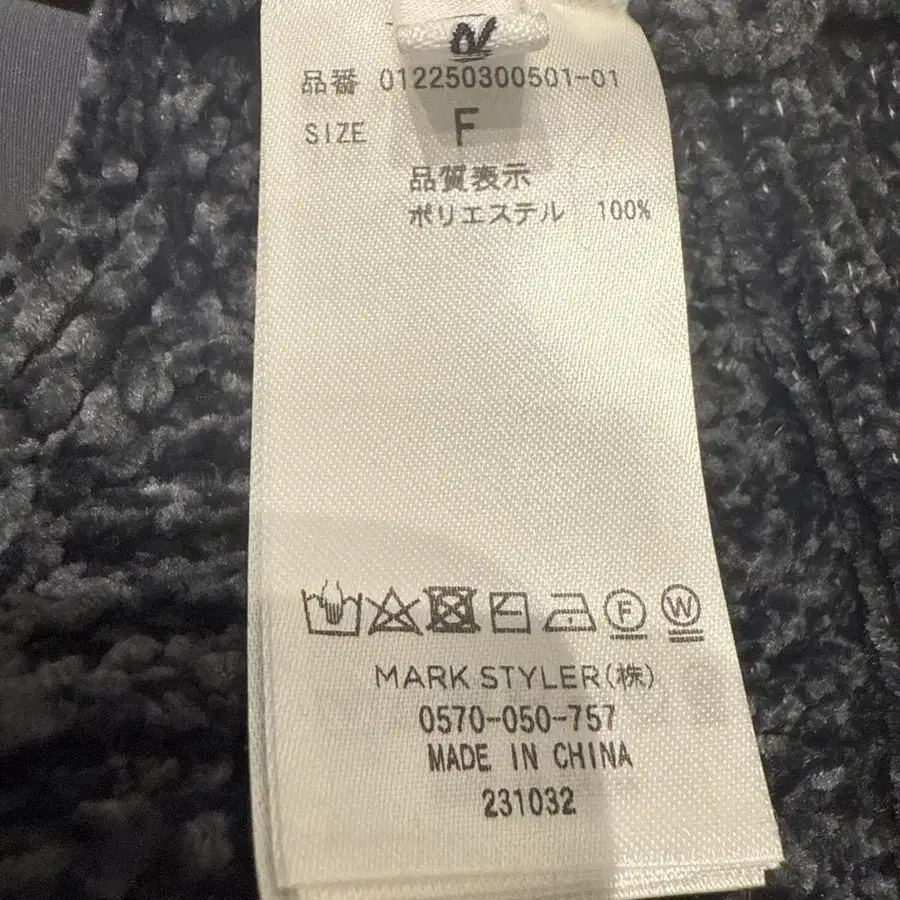 品番 012250300501-01
SIZE F
品質表示
ポリエステル 100%
F W
MARK STYLER(株)
0570-050-757
MADE IN CHINA
231032